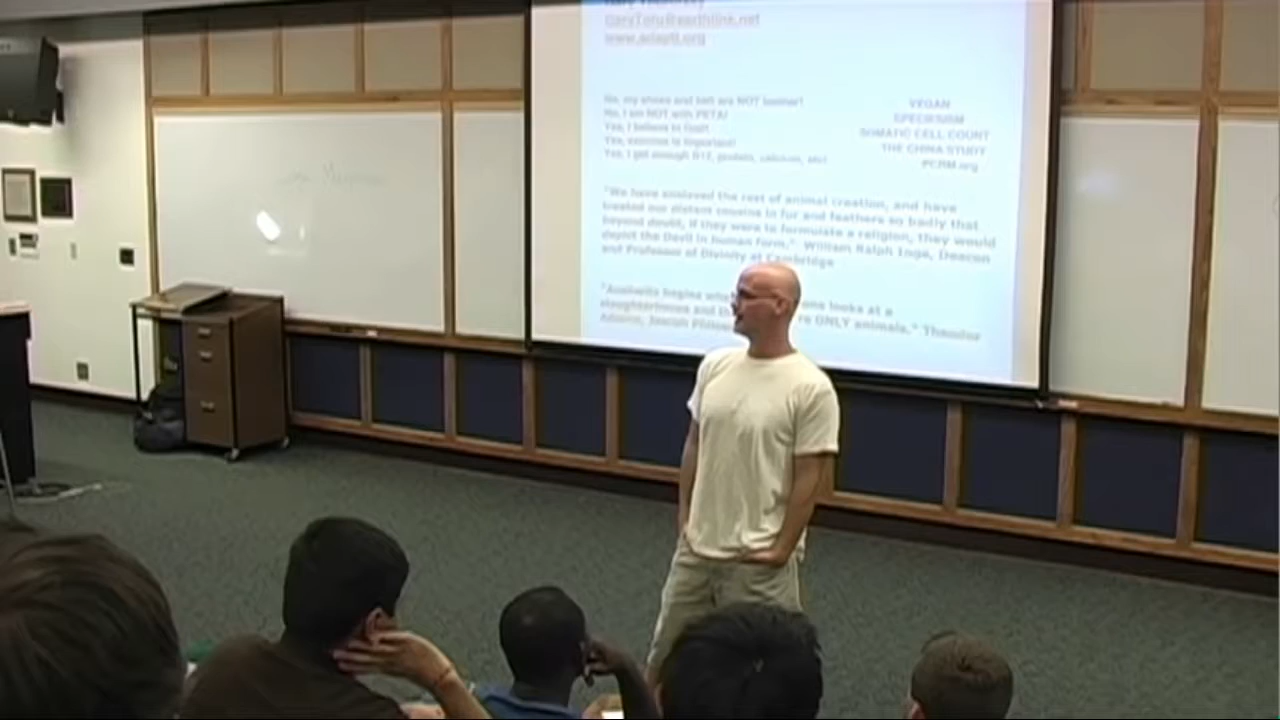 GaryTofu@earthlink.net
www.adaptt.org
No, my shoes and belt are NOT leather!
No, I am NOT with PETA!
Yes, I believe in God!
Yes, exercise is important!
Yes, I get enough B12, protein, calcium, etc!
VEGAN
SPECIESISM
SOMATIC CELL COUNT
THE CHINA STUDY
PCRM.org
"We have enslaved the rest of animal creation, and have
treated our distant cousins in fur and feathers so badly that
beyond doubt, if they were to formulate a religion, they would
depict the Devil in human form." William Ralph Inge, Deacon
and Professor of Divinity at Cambridge
"Auschwitz begins looks at a
slaughterhouse and ONLY animals." Theodor
Adorno, Jewish